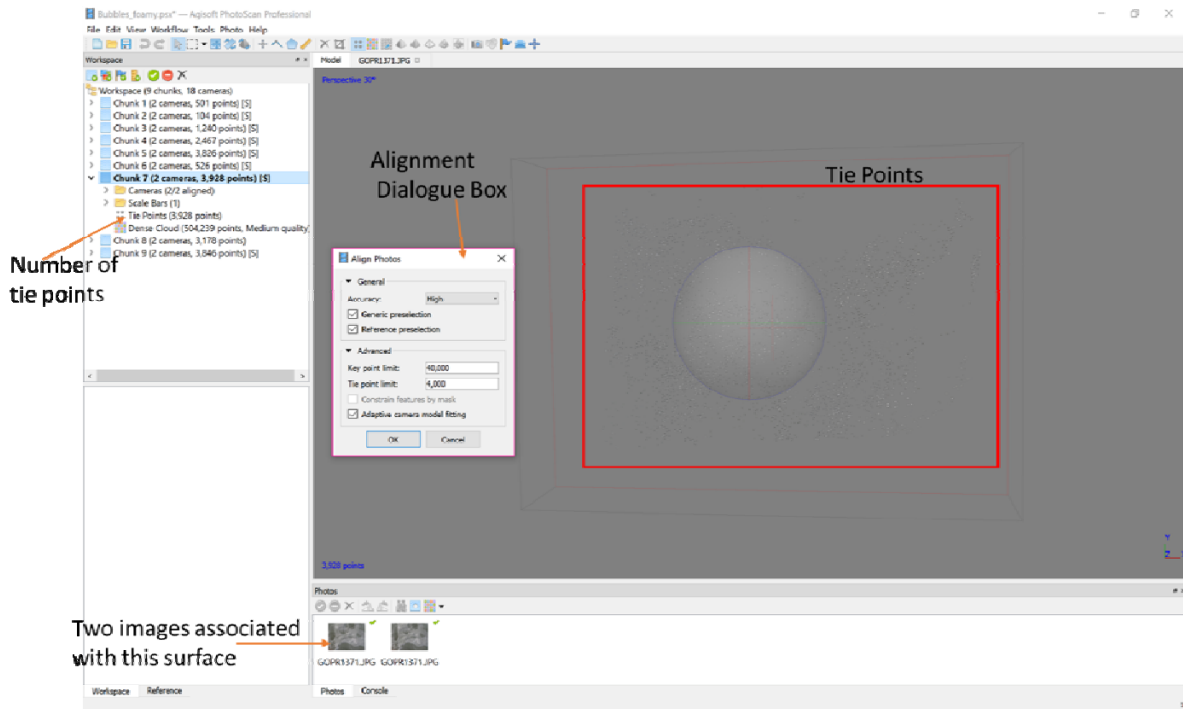 Bubbles_foamy.psx* — Agisoft PhotoScan Professional
File Edit View Workflow Tools Photo Help
Workspace
Model GOPR1371.JPG
Perspective 30°
Workspace (9 chunks, 18 cameras)
Chunk 1 (2 cameras, 501 points) [S]
Chunk 2 (2 cameras, 104 points) [S]
Chunk 3 (2 cameras, 1,240 points) [S]
Chunk 4 (2 cameras, 2,467 points) [S]
Chunk 5 (2 cameras, 3,826 points) [S]
Chunk 6 (2 cameras, 526 points) [S]
Chunk 7 (2 cameras, 3,928 points) [S]
Cameras (2/2 aligned)
Scale Bars (1)
Tie Points (3,928 points)
Dense Cloud (504,239 points, Medium quality)
Chunk 8 (2 cameras, 3,178 points)
Chunk 9 (2 cameras, 3,846 points) [S]
Number of
tie points
Alignment
Dialogue Box
Tie Points
Align Photos
General
Accuracy: High
Generic preselection
Reference preselection
Advanced
Key point limit: 40,000
Tie point limit: 4,000
Constrain features by mask
Adaptive camera model fitting
OK Cancel
Y
Z
3,928 points
Photos
Two images associated
with this surface
GOPR1371.JPG GOPR1371.JPG
Workspace Reference
Photos Console